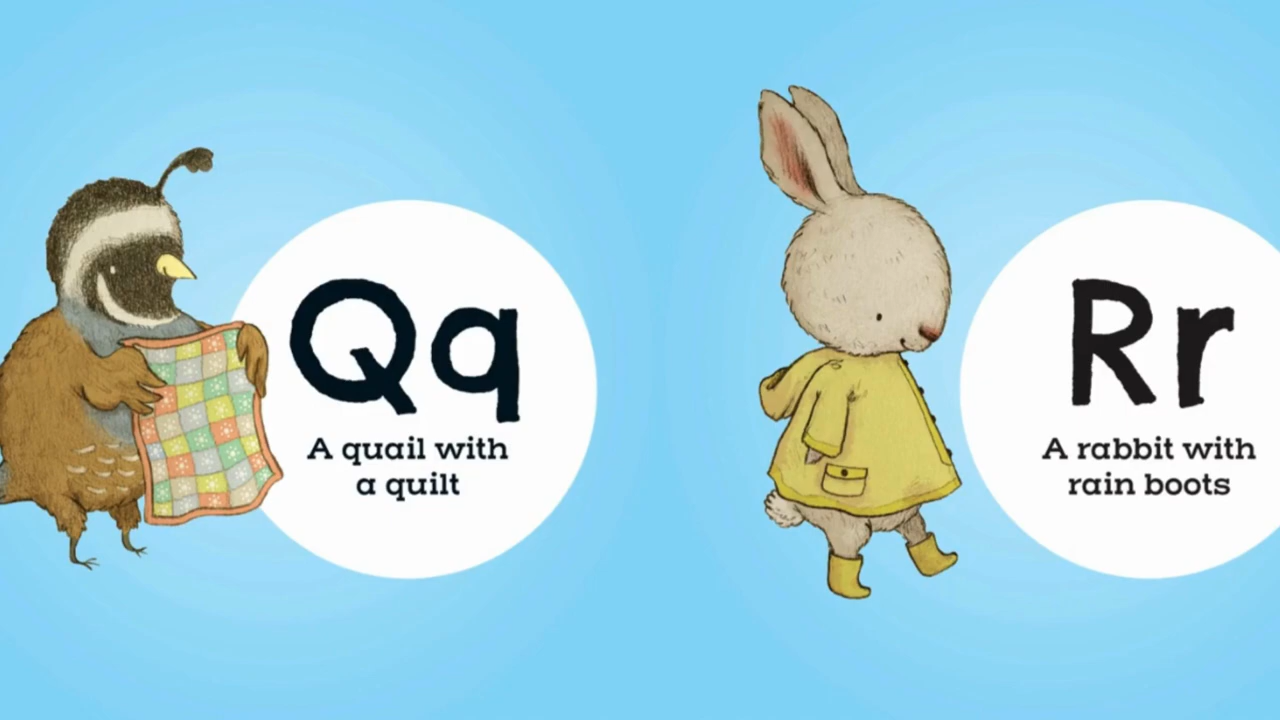 Qq
A quail with
a quilt
Rr
A rabbit with
rain boots